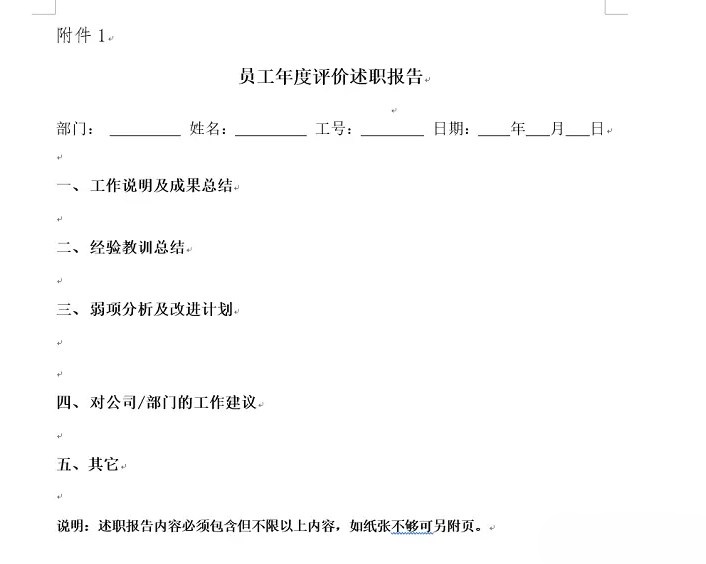 附件 1
员工年度评价述职报告
部门： _________ 姓名：_________ 工号：________ 日期：____年___月___日
一、工作说明及成果总结
二、经验教训总结
三、弱项分析及改进计划
四、对公司/部门的工作建议
五、其它
说明：述职报告内容必须包含但不限以上内容，如纸张不够可另附页。